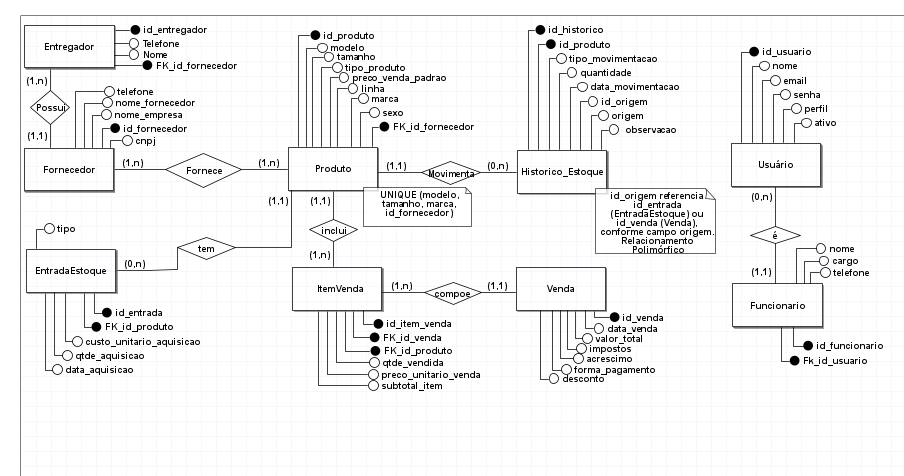 Entregador
id_entregador
Telefone
Nome
FK_id_fornecedor
(1,n)
Possui
(1,1)
telefone
nome_fornecedor
nome_empresa
id_fornecedor
cnpj
Fornecedor
(1,n)
Fornece
(1,n)
id_produto
modelo
tamanho
tipo_produto
preco_venda_padrao
linha
marca
sexo
FK_id_fornecedor
Produto
(1,1)
Movimenta
(0,n)
id_historico
id_produto
tipo_movimentacao
quantidade
data_movimentacao
id_origem
origem
observacao
Historico_Estoque
UNIQUE (modelo,
tamanho, marca,
id_fornecedor)
id_origem referencia
id_entrada
(EntradaEstoque) ou
id_venda (Venda),
conforme campo origem.
Relacionamento
Polimórfico
id_usuario
nome
email
senha
perfil
ativo
Usuário
(0,n)
é
(1,1)
nome
cargo
telefone
Funcionario
id_funcionario
Fk_id_usuario
tipo
EntradaEstoque
(0,n)
tem
(1,1)
id_entrada
FK_id_produto
custo_unitario_aquisicao
qtde_aquisicao
data_aquisicao
(1,1)
inclui
(1,n)
ItemVenda
(1,n)
compoe
(1,1)
Venda
id_item_venda
FK_id_venda
FK_id_produto
qtde_vendida
preco_unitario_venda
subtotal_item
id_venda
data_venda
valor_total
impostos
acrescimo
forma_pagamento
desconto